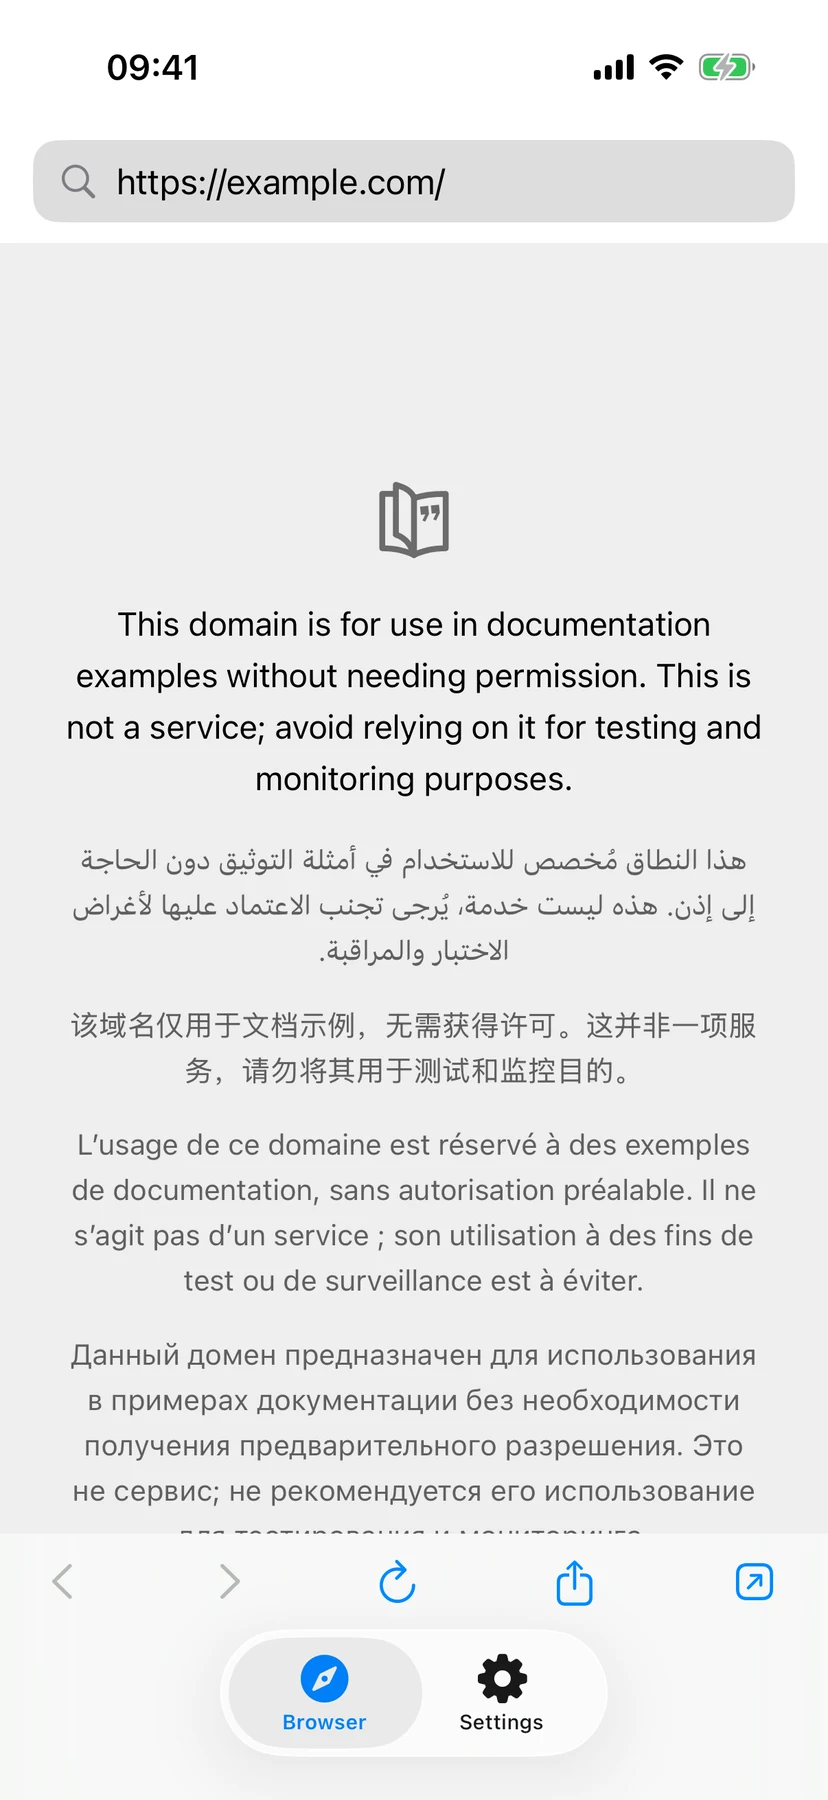 09:41
https://example.com/
This domain is for use in documentation
examples without needing permission. This is
not a service; avoid relying on it for testing and
monitoring purposes.
هذا النطاق مُخصص للاستخدام في أمثلة التوثيق دون الحاجة
إلى إذن. هذه ليست خدمة، يُرجى تجنب الاعتماد عليها لأغراض
الاختبار والمراقبة.
该域名仅用于文档示例，无需获得许可。这并非一项服
务，请勿将其用于测试和监控目的。
L’usage de ce domaine est réservé à des exemples
de documentation, sans autorisation préalable. Il ne
s’agit pas d’un service ; son utilisation à des fins de
test ou de surveillance est à éviter.
Данный домен предназначен для использования
в примерах документации без необходимости
получения предварительного разрешения. Это
не сервис; не рекомендуется его использование
для тестирования и мониторинга
Browser
Settings